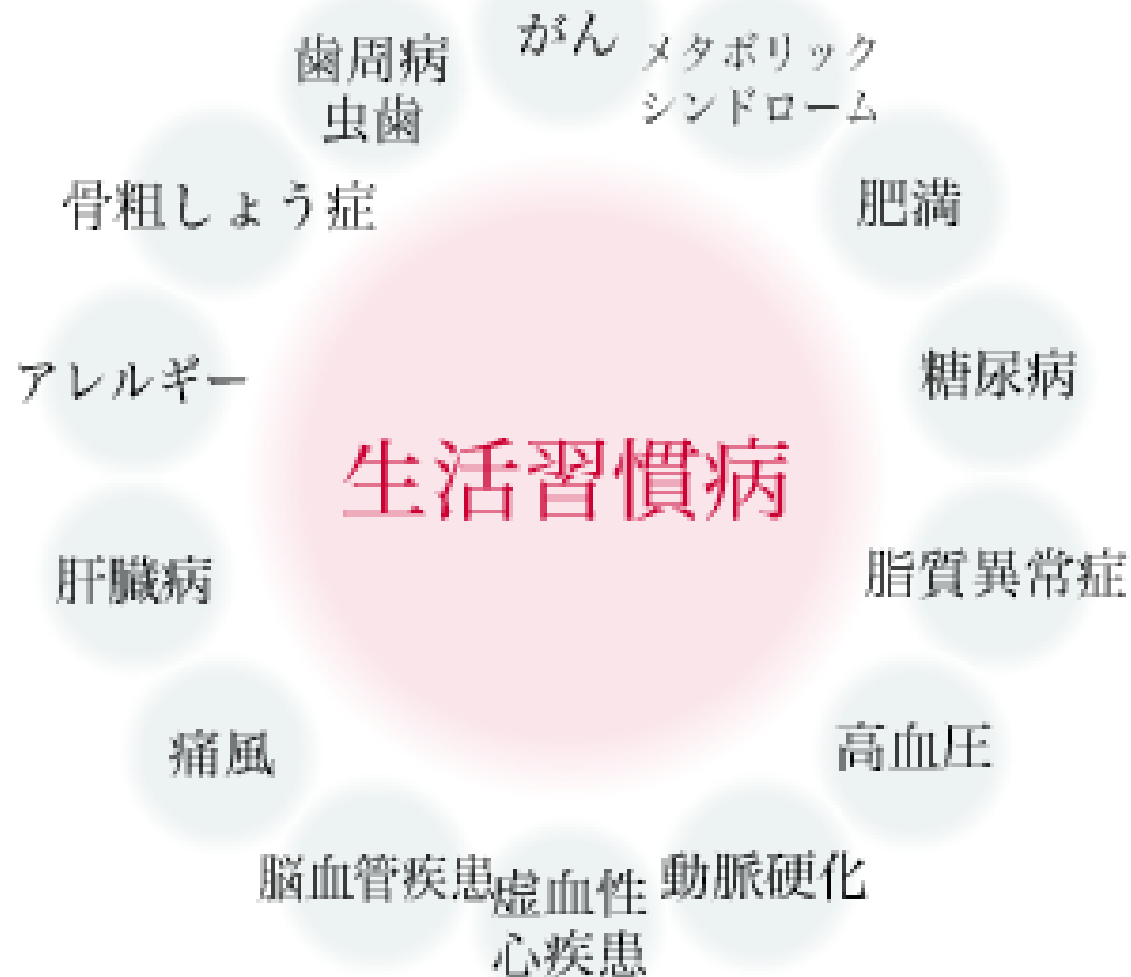 がん
メタボリック
シンドローム
肥満
糖尿病
脂質異常症
高血圧
動脈硬化
虚血性
心疾患
脳血管疾患
痛風
肝臓病
アレルギー
骨粗しょう症
歯周病
虫歯
生活習慣病